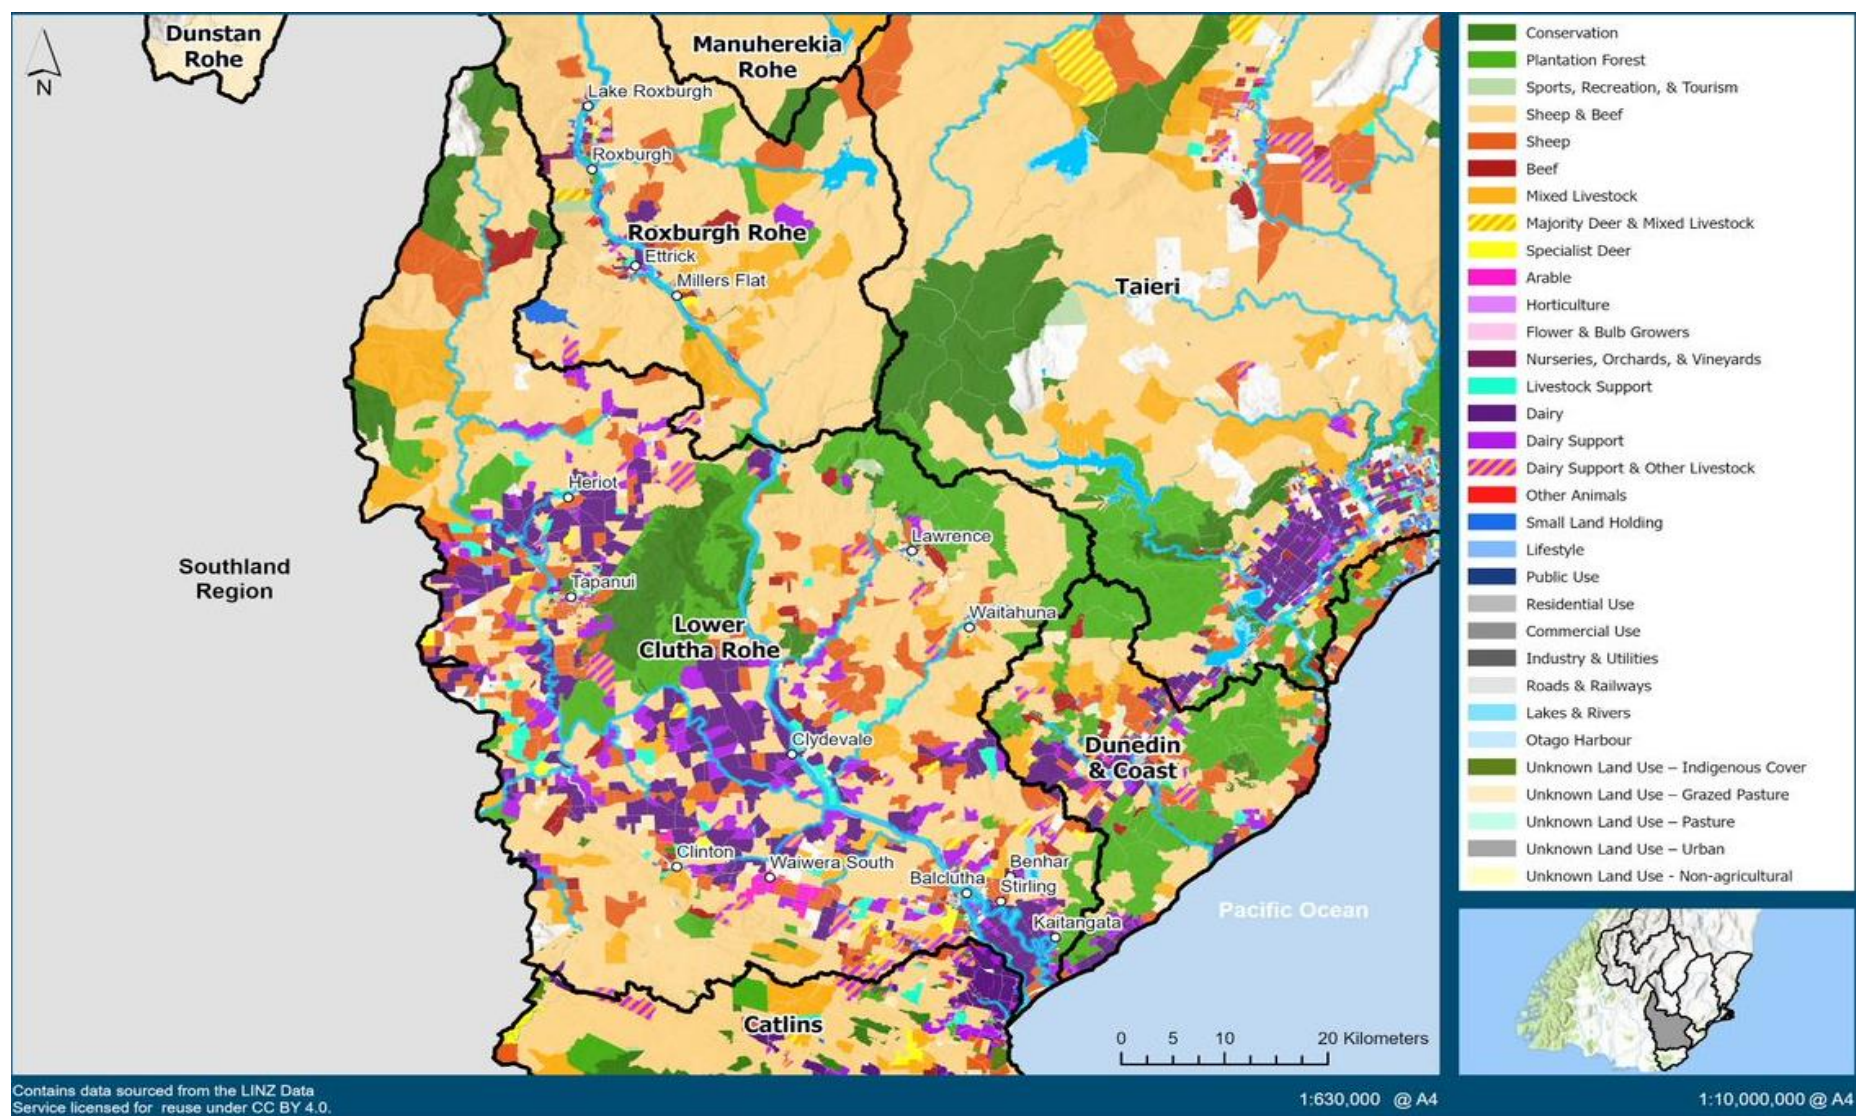 Dunstan
Rohe
Manuherekia
Rohe
N
Lake Roxburgh
Roxburgh
Roxburgh Rohe
Ettrick
Millers Flat
Taieri
Heriot
Lawrence
Southland
Region
Tapanui
Waitahuna
Lower
Clutha Rohe
Clydevale
Dunedin
& Coast
Clinton
Waiwera South
Benhar
Balclutha
Stirling
Kaitangata
Pacific Ocean
Catlins
0 5 10 20 Kilometers
Contains data sourced from the LINZ Data
Service licensed for reuse under CC BY 4.0.
1:630,000 @ A4
Conservation
Plantation Forest
Sports, Recreation, & Tourism
Sheep & Beef
Sheep
Beef
Mixed Livestock
Majority Deer & Mixed Livestock
Specialist Deer
Arable
Horticulture
Flower & Bulb Growers
Nurseries, Orchards, & Vineyards
Livestock Support
Dairy
Dairy Support
Dairy Support & Other Livestock
Other Animals
Small Land Holding
Lifestyle
Public Use
Residential Use
Commercial Use
Industry & Utilities
Roads & Railways
Lakes & Rivers
Otago Harbour
Unknown Land Use – Indigenous Cover
Unknown Land Use – Grazed Pasture
Unknown Land Use – Pasture
Unknown Land Use – Urban
Unknown Land Use - Non-agricultural
1:10,000,000 @ A4